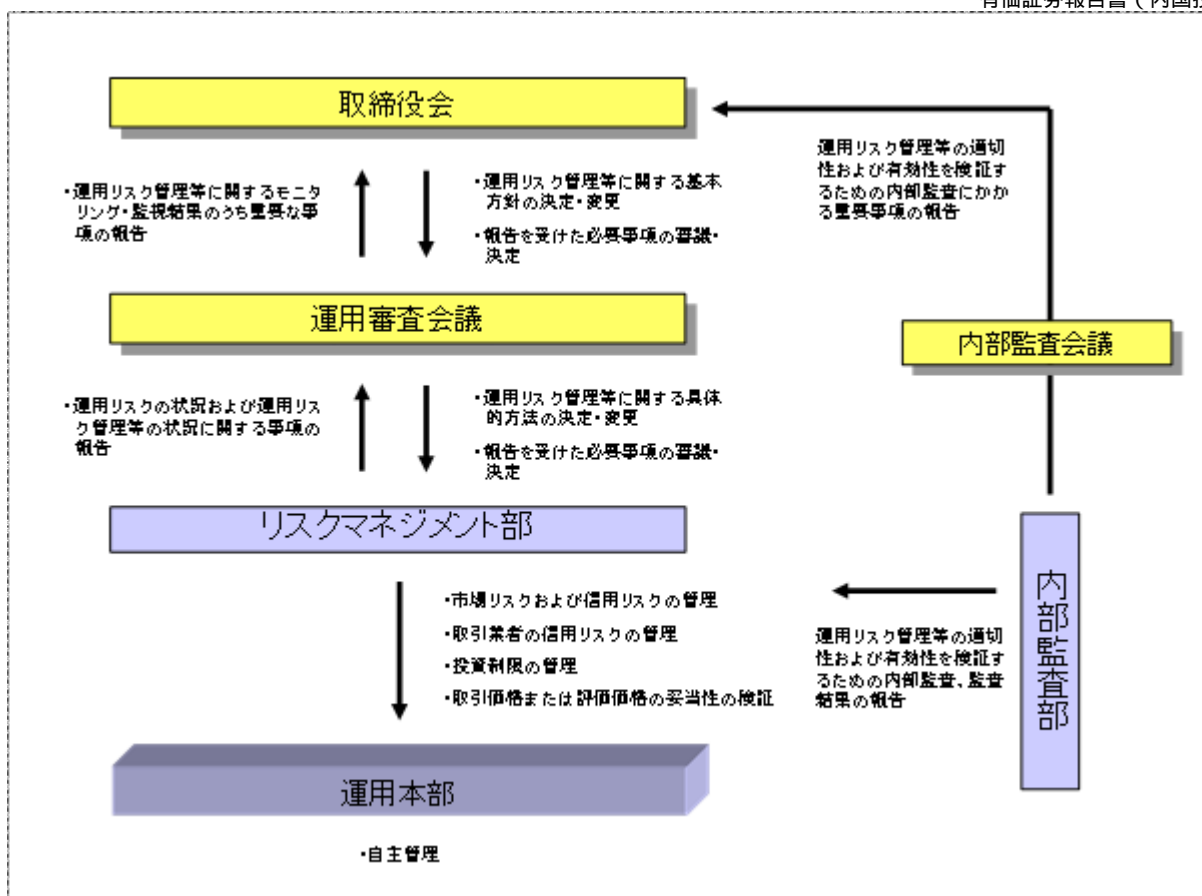 有価証券報告書(内国投
取締役会
・運用リスク管理等に関するモニタ
リング・監視結果のうち重要な事
項の報告
・運用リスク管理等に関する基本
方針の決定・変更
・報告を受けた必要事項の審議・
決定
運用リスク管理等の適切
性および有効性を検証す
るための内部監査にかか
る重要事項の報告
運用審査会議
内部監査会議
・運用リスクの状況および運用リス
ク管理等の状況に関する事項の
報告
・運用リスク管理等に関する具体
的方法の決定・変更
・報告を受けた必要事項の審議・
決定
リスクマネジメント部
・市場リスクおよび信用リスクの管理
・取引業者の信用リスクの管理
・投資制限の管理
・取引価格または評価価格の妥当性の検証
運用リスク管理等の適切
性および有効性を検証す
るための内部監査、監査
結果の報告
内部監査部
運用本部
・自主管理